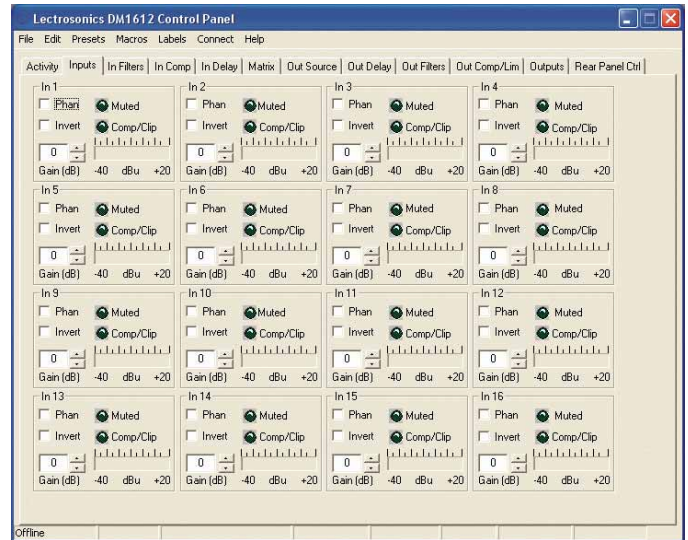 Lectrosonics DM1612 Control Panel
File Edit Presets Macros Labels Connect Help
Activity Inputs In Filters In Comp In Delay Matrix Out Source Out Delay Out Filters Out Comp/Lim Outputs Rear Panel Ctrl
In 1 In 2 In 3 In 4
Phan Muted Phan Muted Phan Muted Phan Muted
Invert Comp/Clip Invert Comp/Clip Invert Comp/Clip Invert Comp/Clip
0 0 0 0
Gain (dB) -40 dBu +20 Gain (dB) -40 dBu +20 Gain (dB) -40 dBu +20 Gain (dB) -40 dBu +20
In 5 In 6 In 7 In 8
Phan Muted Phan Muted Phan Muted Phan Muted
Invert Comp/Clip Invert Comp/Clip Invert Comp/Clip Invert Comp/Clip
0 0 0 0
Gain (dB) -40 dBu +20 Gain (dB) -40 dBu +20 Gain (dB) -40 dBu +20 Gain (dB) -40 dBu +20
In 9 In 10 In 11 In 12
Phan Muted Phan Muted Phan Muted Phan Muted
Invert Comp/Clip Invert Comp/Clip Invert Comp/Clip Invert Comp/Clip
0 0 0 0
Gain (dB) -40 dBu +20 Gain (dB) -40 dBu +20 Gain (dB) -40 dBu +20 Gain (dB) -40 dBu +20
In 13 In 14 In 15 In 16
Phan Muted Phan Muted Phan Muted Phan Muted
Invert Comp/Clip Invert Comp/Clip Invert Comp/Clip Invert Comp/Clip
0 0 0 0
Gain (dB) -40 dBu +20 Gain (dB) -40 dBu +20 Gain (dB) -40 dBu +20 Gain (dB) -40 dBu +20
Offline